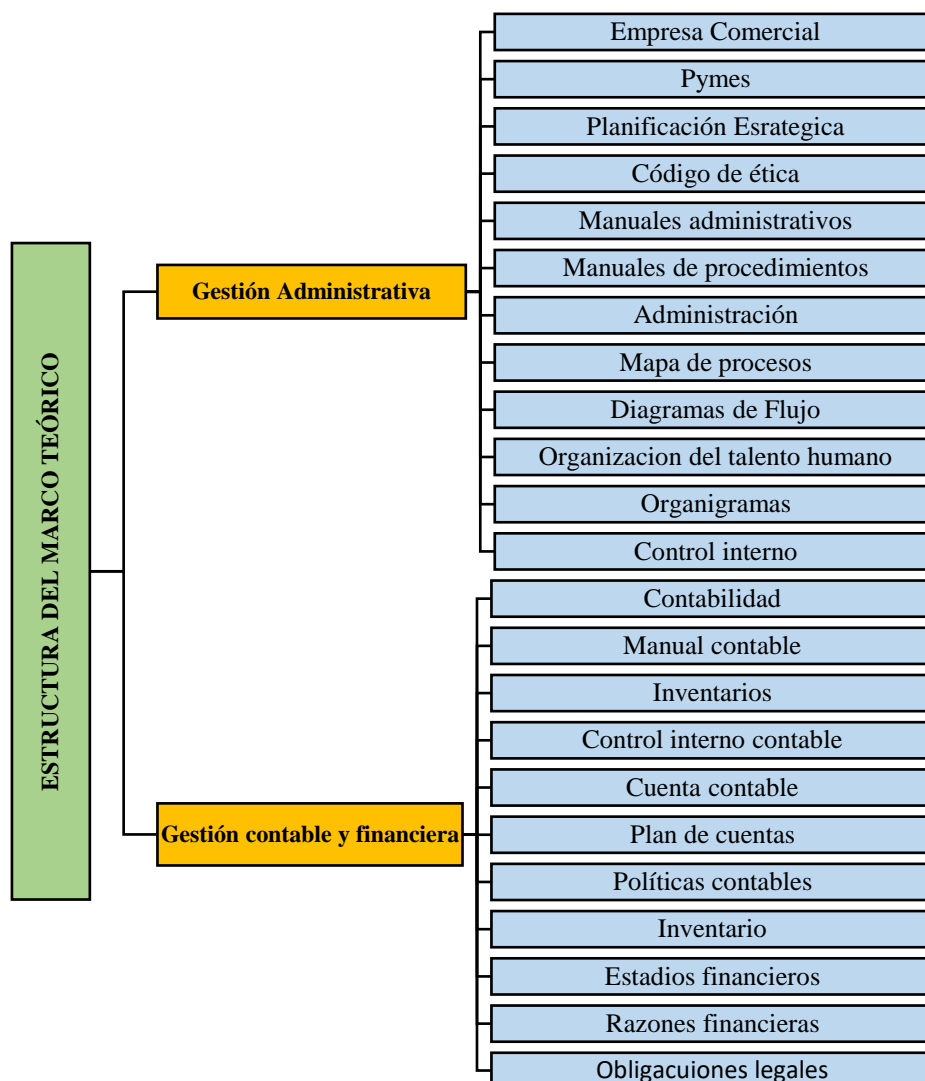 ESTRUCTURA DEL MARCO TEÓRICO
Gestión Administrativa
Empresa Comercial
Pymes
Planificación Esrategica
Código de ética
Manuales administrativos
Manuales de procedimientos
Administración
Mapa de procesos
Diagramas de Flujo
Organizacion del talento humano
Organigramas
Control interno
Gestión contable y financiera
Contabilidad
Manual contable
Inventarios
Control interno contable
Cuenta contable
Plan de cuentas
Políticas contables
Inventario
Estadios financieros
Razones financieras
Obligacuiones legales